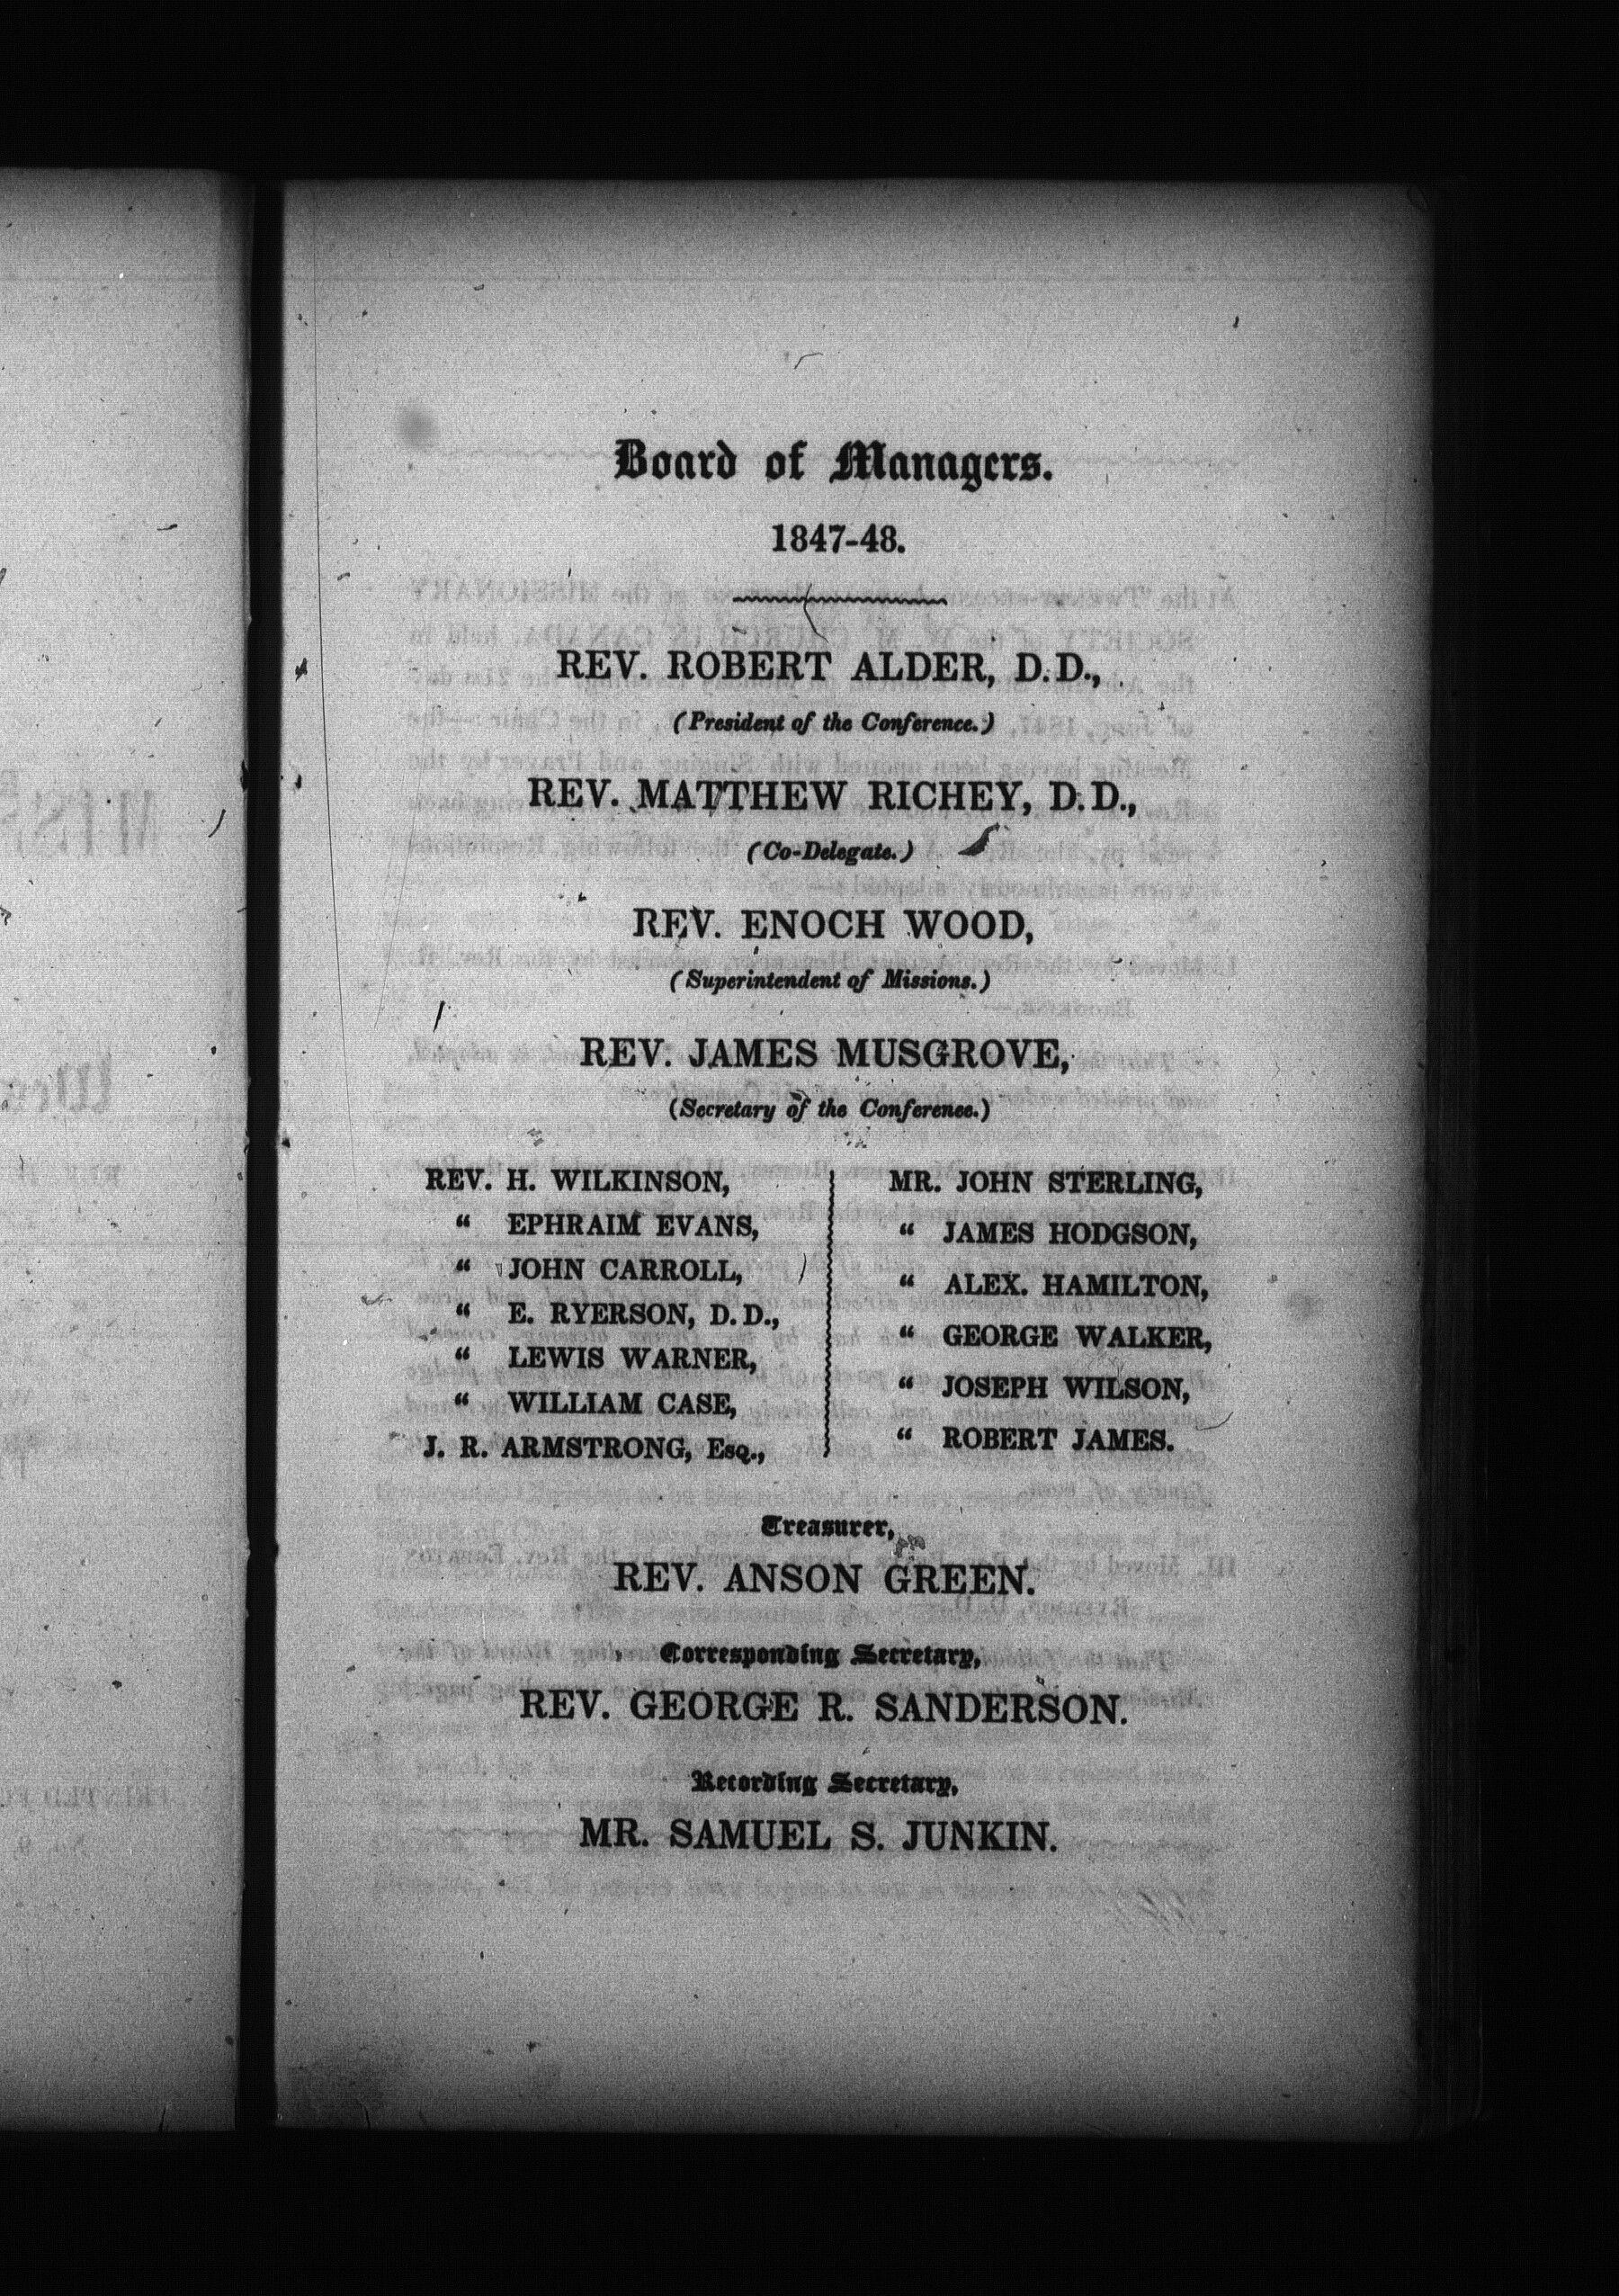 Board of Managers.
1847-48.
REV. ROBERT ALDER, D.D.,
(President of the Conference.)
REV. MATTHEW RICHEY, D.D.,
(Co-Delegate.)
REV. ENOCH WOOD,
(Superintendent of Missions.)
REV. JAMES MUSGROVE,
(Secretary of the Conference.)
REV. H. WILKINSON,
“ EPHRAIM EVANS,
“ JOHN CARROLL,
“ E. RYERSON, D.D.,
“ LEWIS WARNER,
“ WILLIAM CASE,
J. R. ARMSTRONG, Esq.,
MR. JOHN STERLING,
“ JAMES HODGSON,
“ ALEX. HAMILTON,
“ GEORGE WALKER,
“ JOSEPH WILSON,
“ ROBERT JAMES.
Treasurer,
REV. ANSON GREEN.
Corresponding Secretary,
REV. GEORGE R. SANDERSON.
Recording Secretary,
MR. SAMUEL S. JUNKIN.